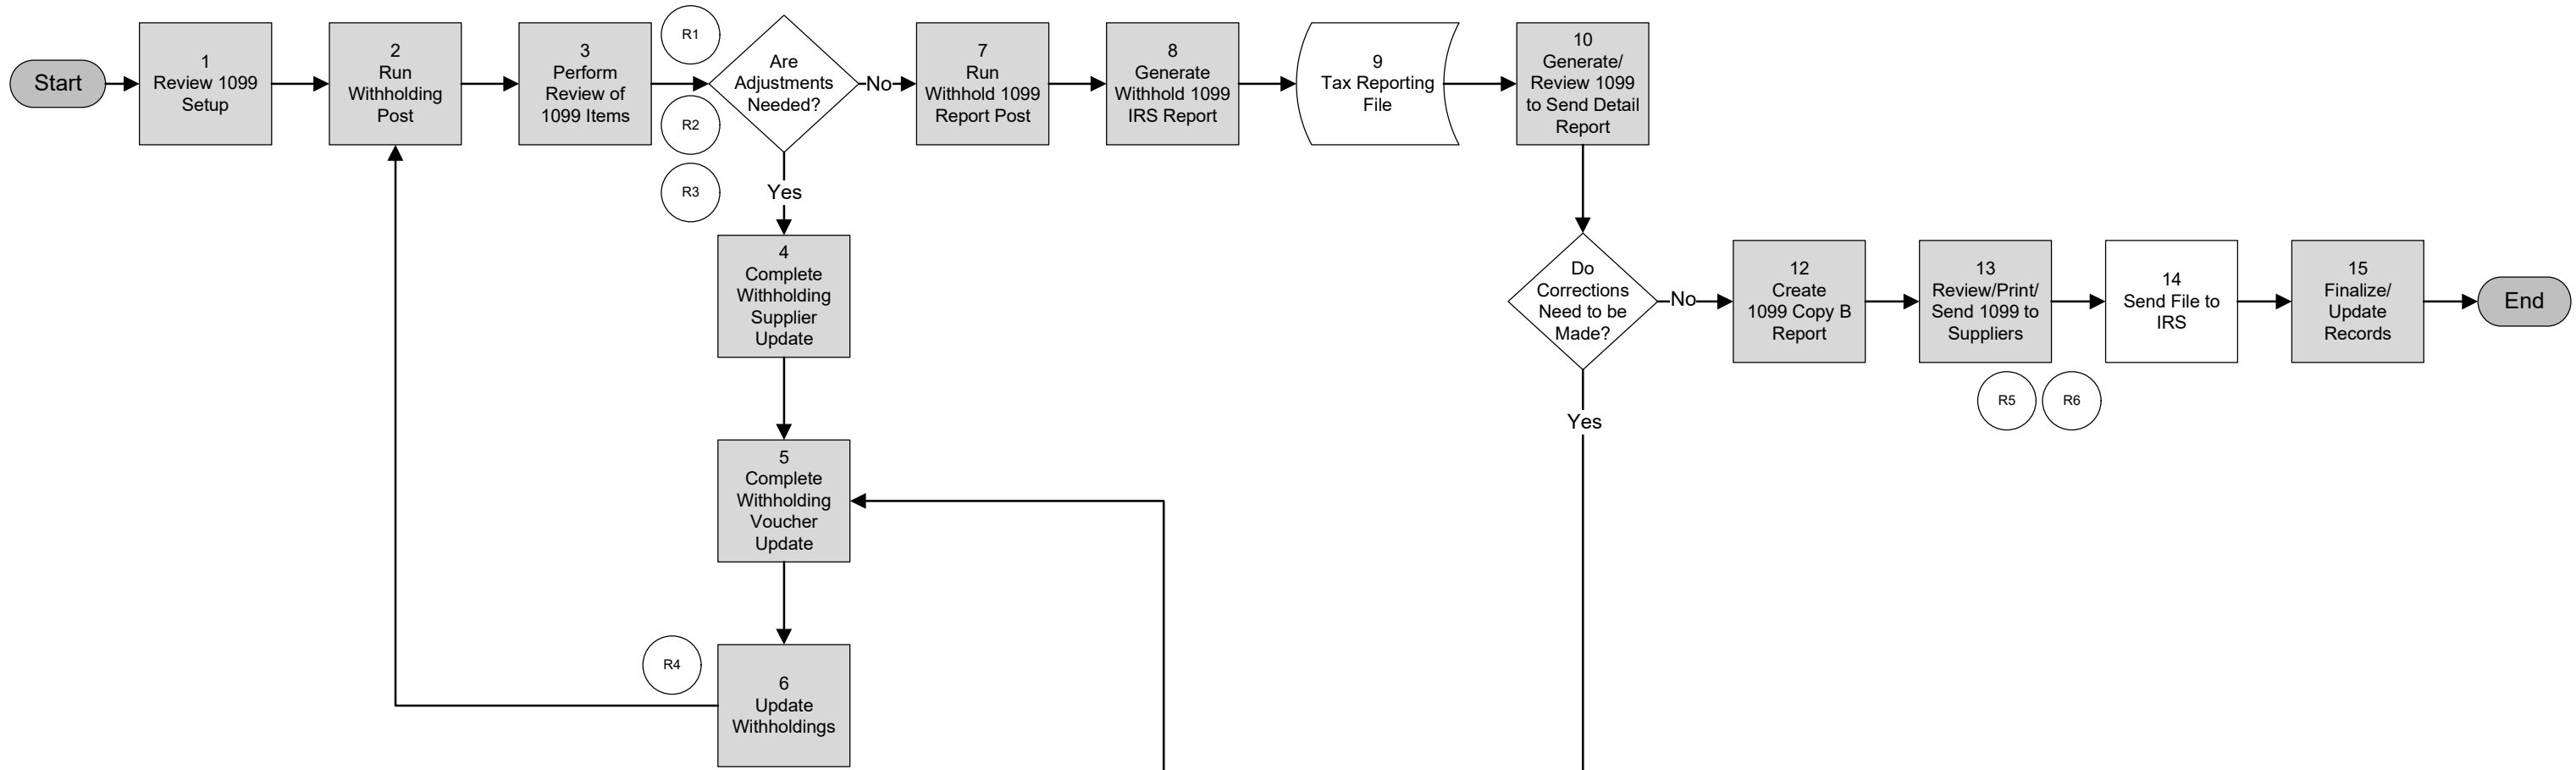 Start
1
Review 1099
Setup
2
Run
Withholding
Post
3
Perform
Review of
1099 Items
R1
R2
R3
Are
Adjustments
Needed?
No
7
Run
Withhold 1099
Report Post
8
Generate
Withhold 1099
IRS Report
9
Tax Reporting
File
10
Generate/
Review 1099
to Send Detail
Report
Yes
4
Complete
Withholding
Supplier
Update
5
Complete
Withholding
Voucher
Update
R4
6
Update
Withholdings
Do
Corrections
Need to be
Made?
No
12
Create
1099 Copy B
Report
13
Review/Print/
Send 1099 to
Suppliers
14
Send File to
IRS
15
Finalize/
Update
Records
End
R5
R6
Yes